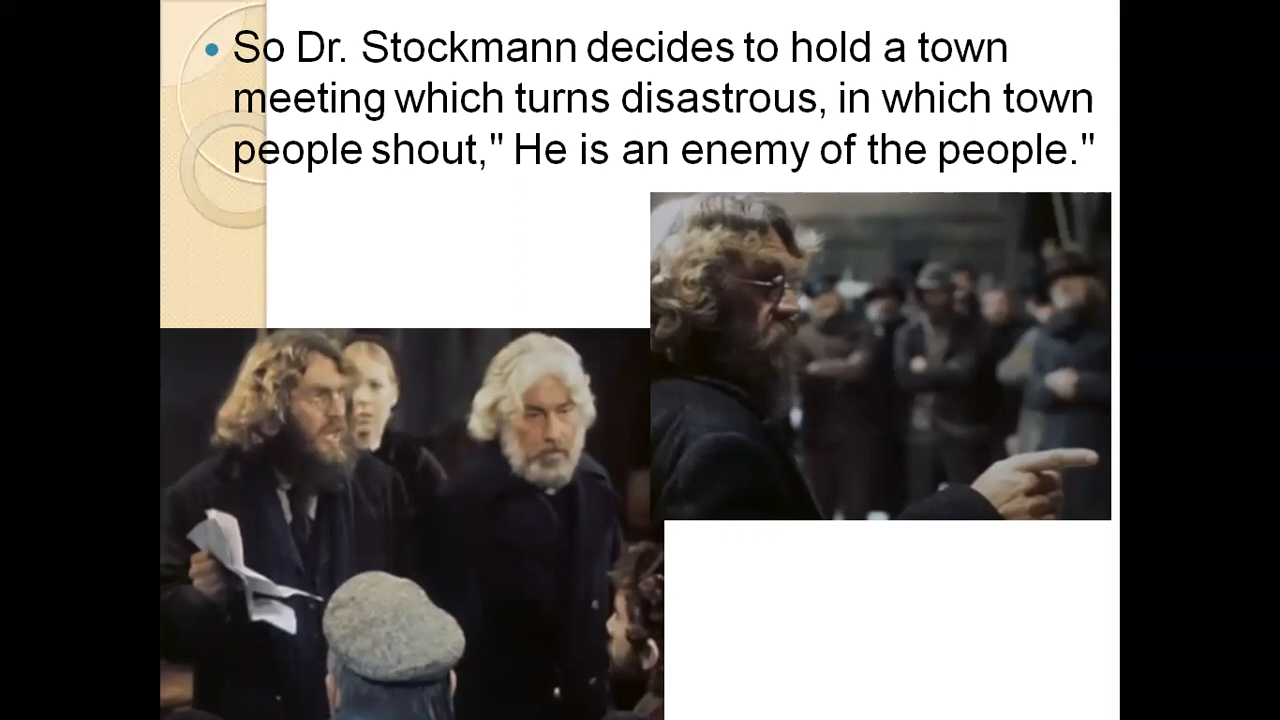 So Dr. Stockmann decides to hold a town
meeting which turns disastrous, in which town
people shout," He is an enemy of the people."